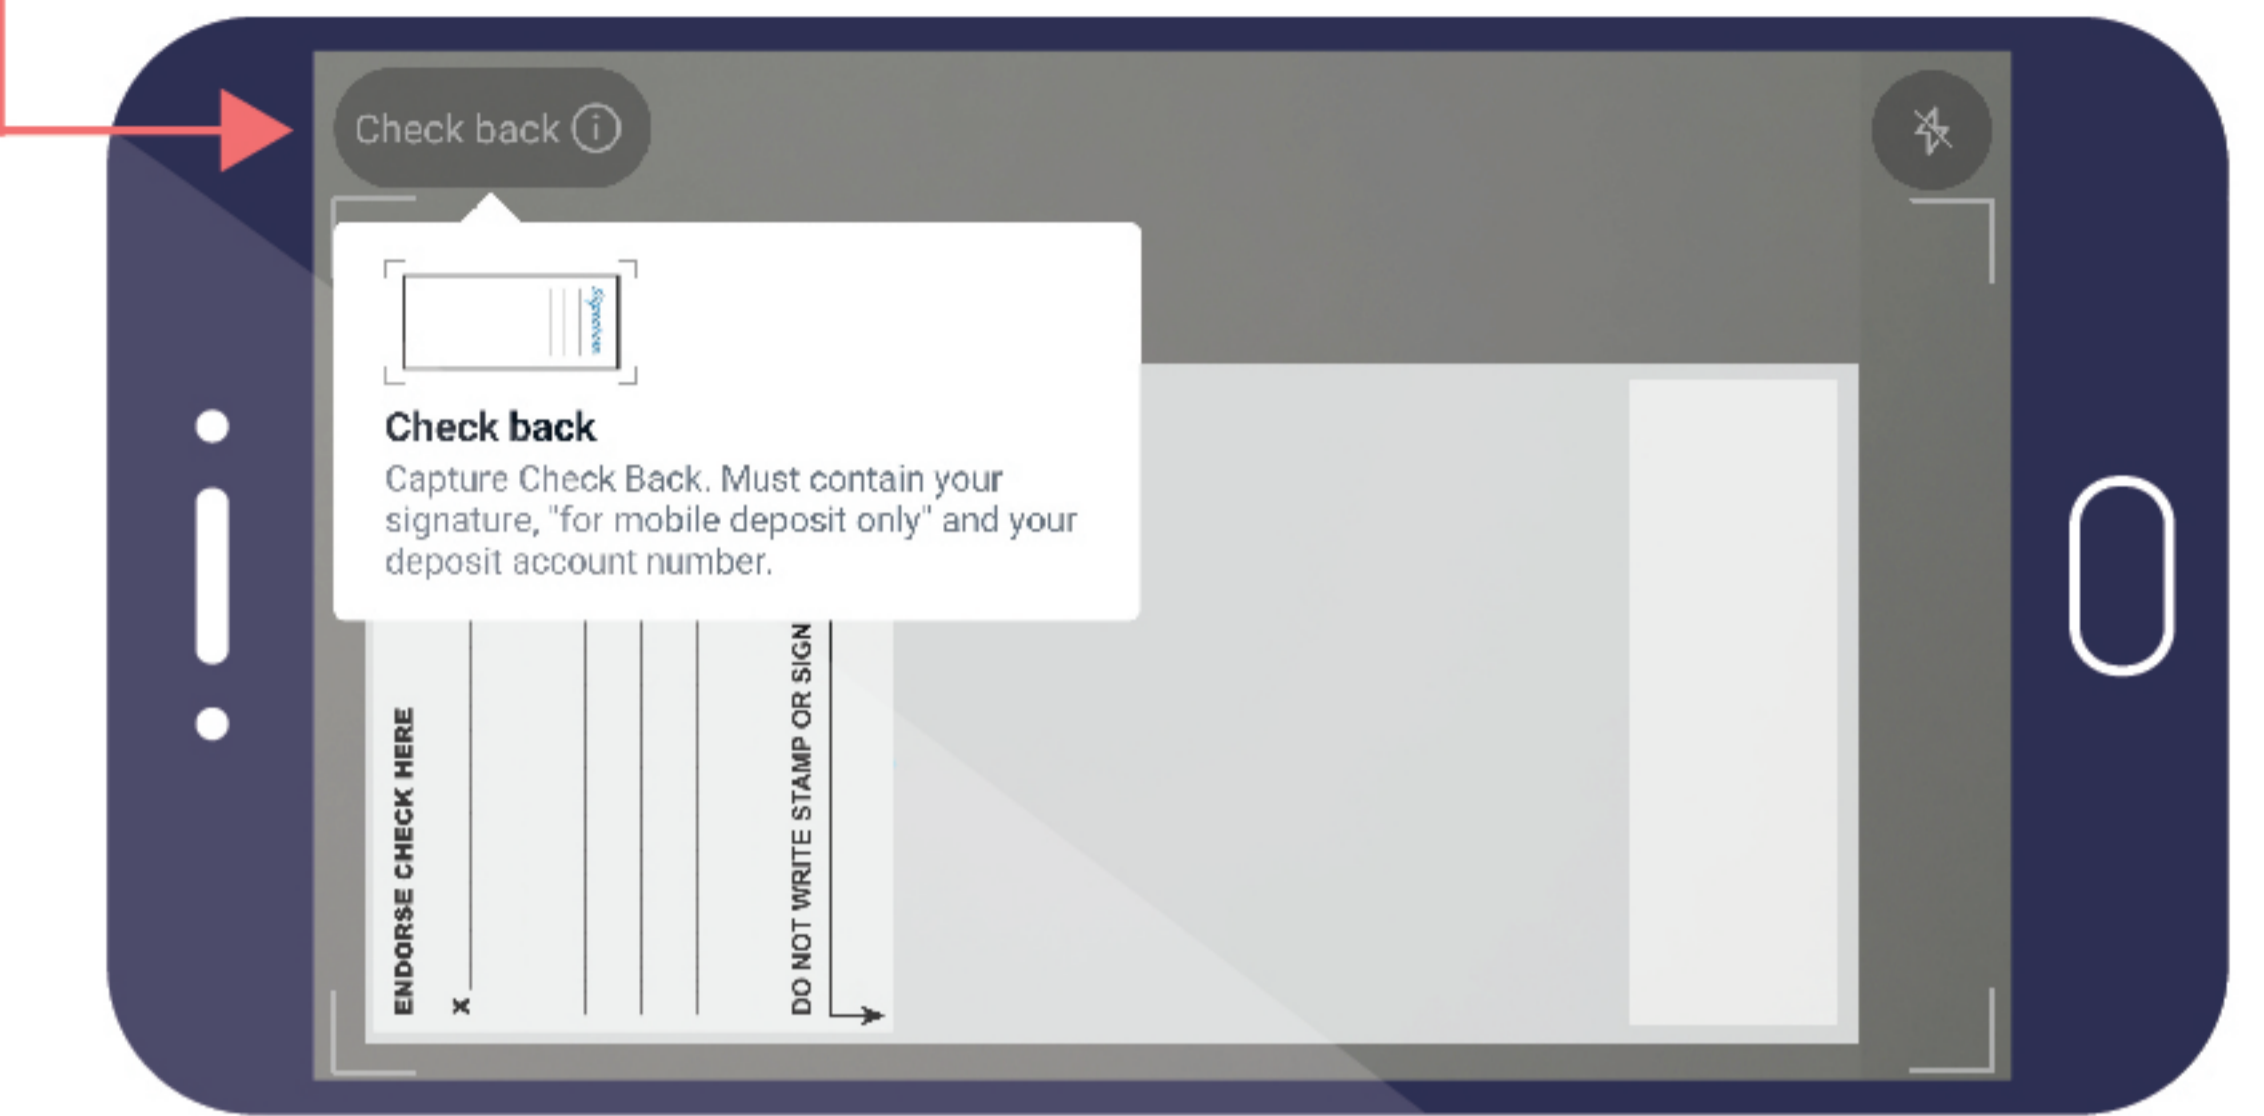 Check back
Signature
Check back
Capture Check Back. Must contain your
signature, "for mobile deposit only" and your
deposit account number.
ENDORSE CHECK HERE
X
DO NOT WRITE STAMP OR SIGN